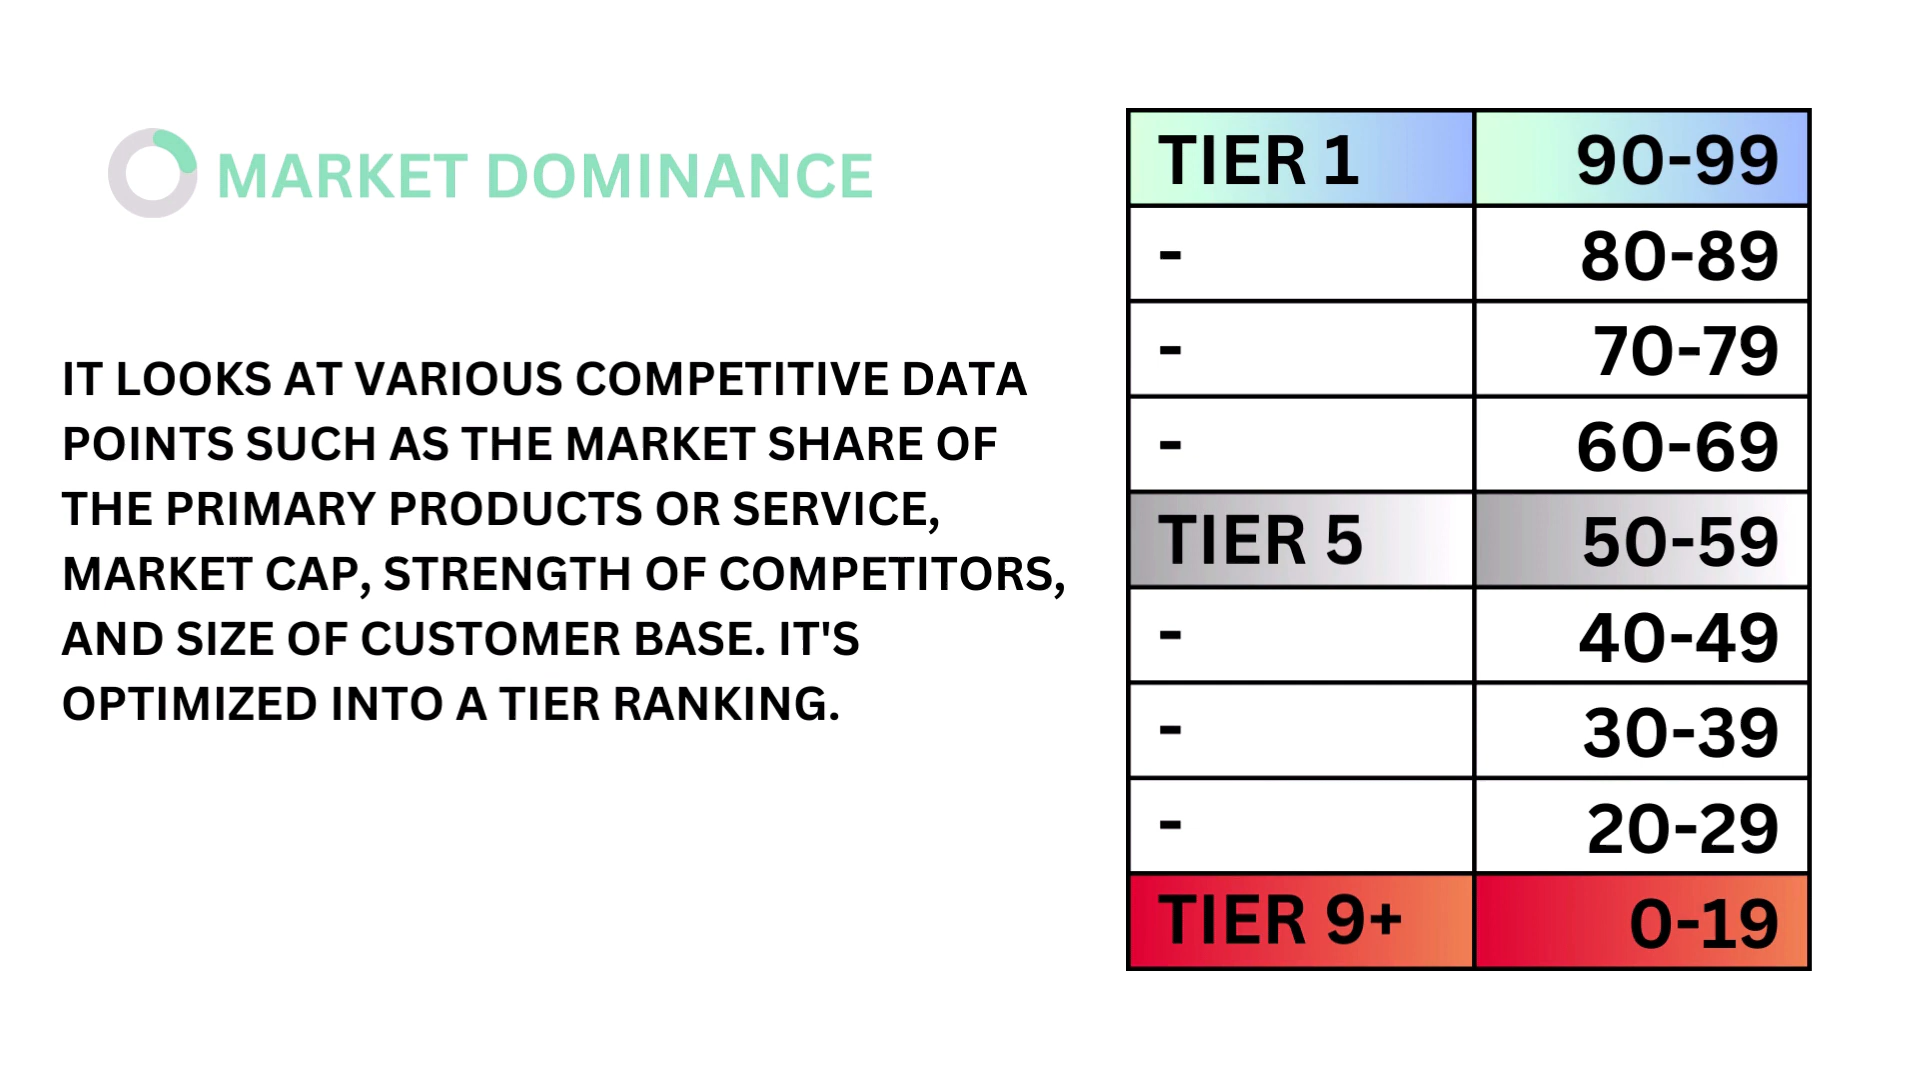 MARKET DOMINANCE
IT LOOKS AT VARIOUS COMPETITIVE DATA
POINTS SUCH AS THE MARKET SHARE OF
THE PRIMARY PRODUCTS OR SERVICE,
MARKET CAP, STRENGTH OF COMPETITORS,
AND SIZE OF CUSTOMER BASE. IT'S
OPTIMIZED INTO A TIER RANKING.
TIER 1 90-99
- 80-89
- 70-79
- 60-69
TIER 5 50-59
- 40-49
- 30-39
- 20-29
TIER 9+ 0-19